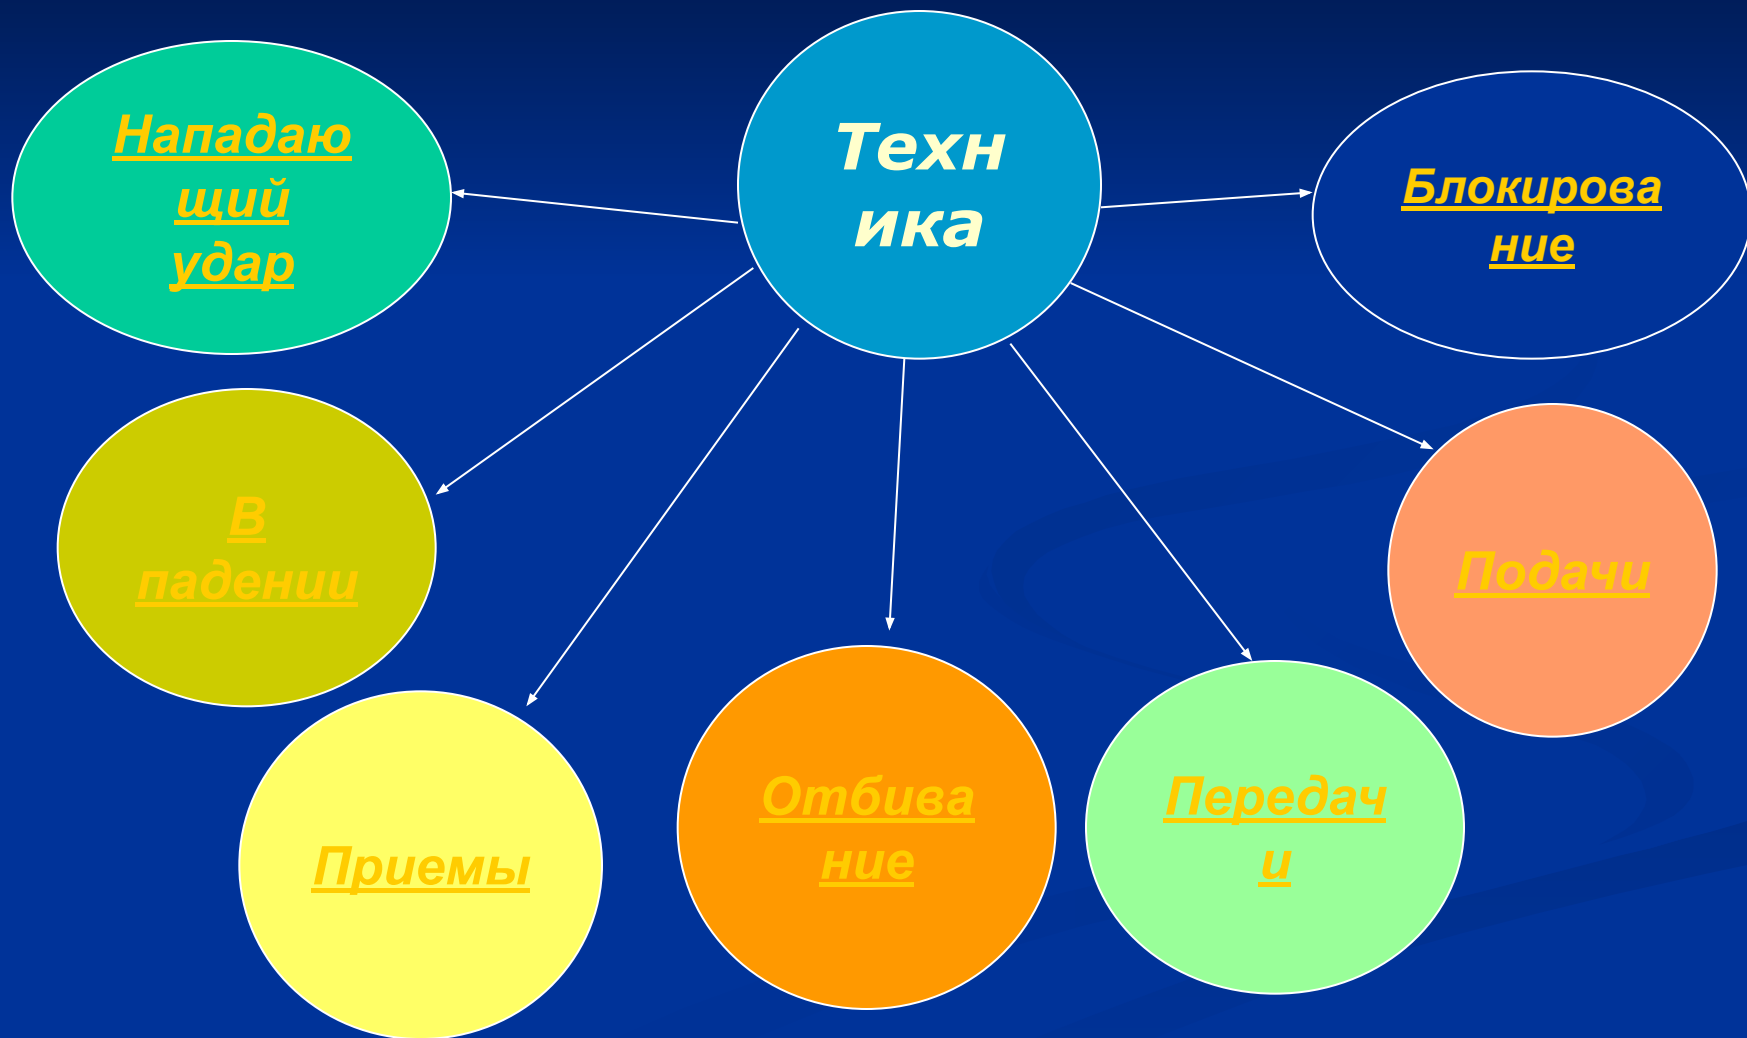 Нападаю
щий
удар
Техн
ика
Блокирова
ние
В
падении
Подачи
Приемы
Отбива
ние
Передач
и